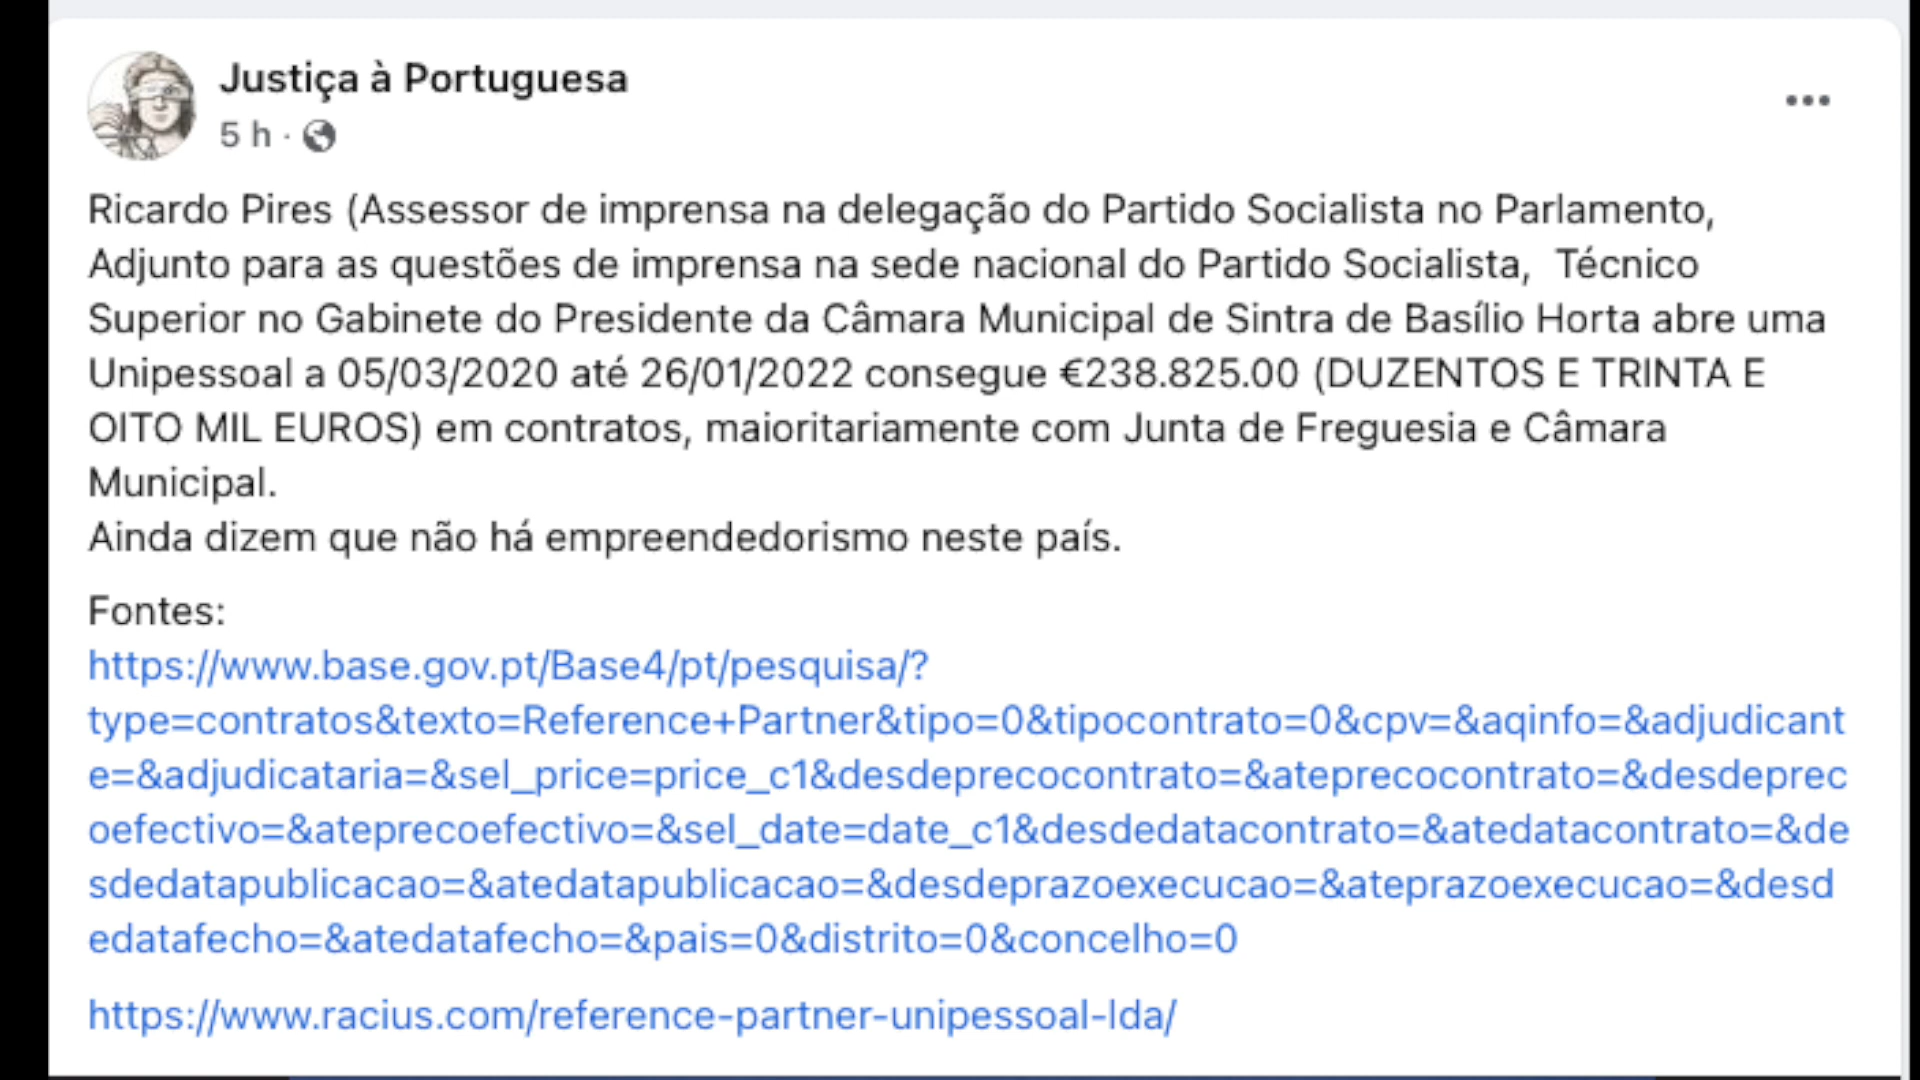 Justiça à Portuguesa
5 h ·
Ricardo Pires (Assessor de imprensa na delegação do Partido Socialista no Parlamento,
Adjunto para as questões de imprensa na sede nacional do Partido Socialista,  Técnico
Superior no Gabinete do Presidente da Câmara Municipal de Sintra de Basílio Horta abre uma
Unipessoal a 05/03/2020 até 26/01/2022 consegue €238.825.00 (DUZENTOS E TRINTA E
OITO MIL EUROS) em contratos, maioritariamente com Junta de Freguesia e Câmara
Municipal.
Ainda dizem que não há empreendedorismo neste país.
Fontes:
https://www.base.gov.pt/Base4/pt/pesquisa/?
type=contratos&texto=Reference+Partner&tipo=0&tipocontrato=0&cpv=&aqinfo=&adjudicant
e=&adjudicataria=&sel_price=price_c1&desdeprecocontrato=&ateprecocontrato=&desdeprec
oefectivo=&ateprecoefectivo=&sel_date=date_c1&desdedatacontrato=&atedatacontrato=&de
sdedatapublicacao=&atedatapublicacao=&desdeprazoexecucao=&ateprazoexecucao=&desd
edatafecho=&atedatafecho=&pais=0&distrito=0&concelho=0
https://www.racius.com/reference-partner-unipessoal-lda/